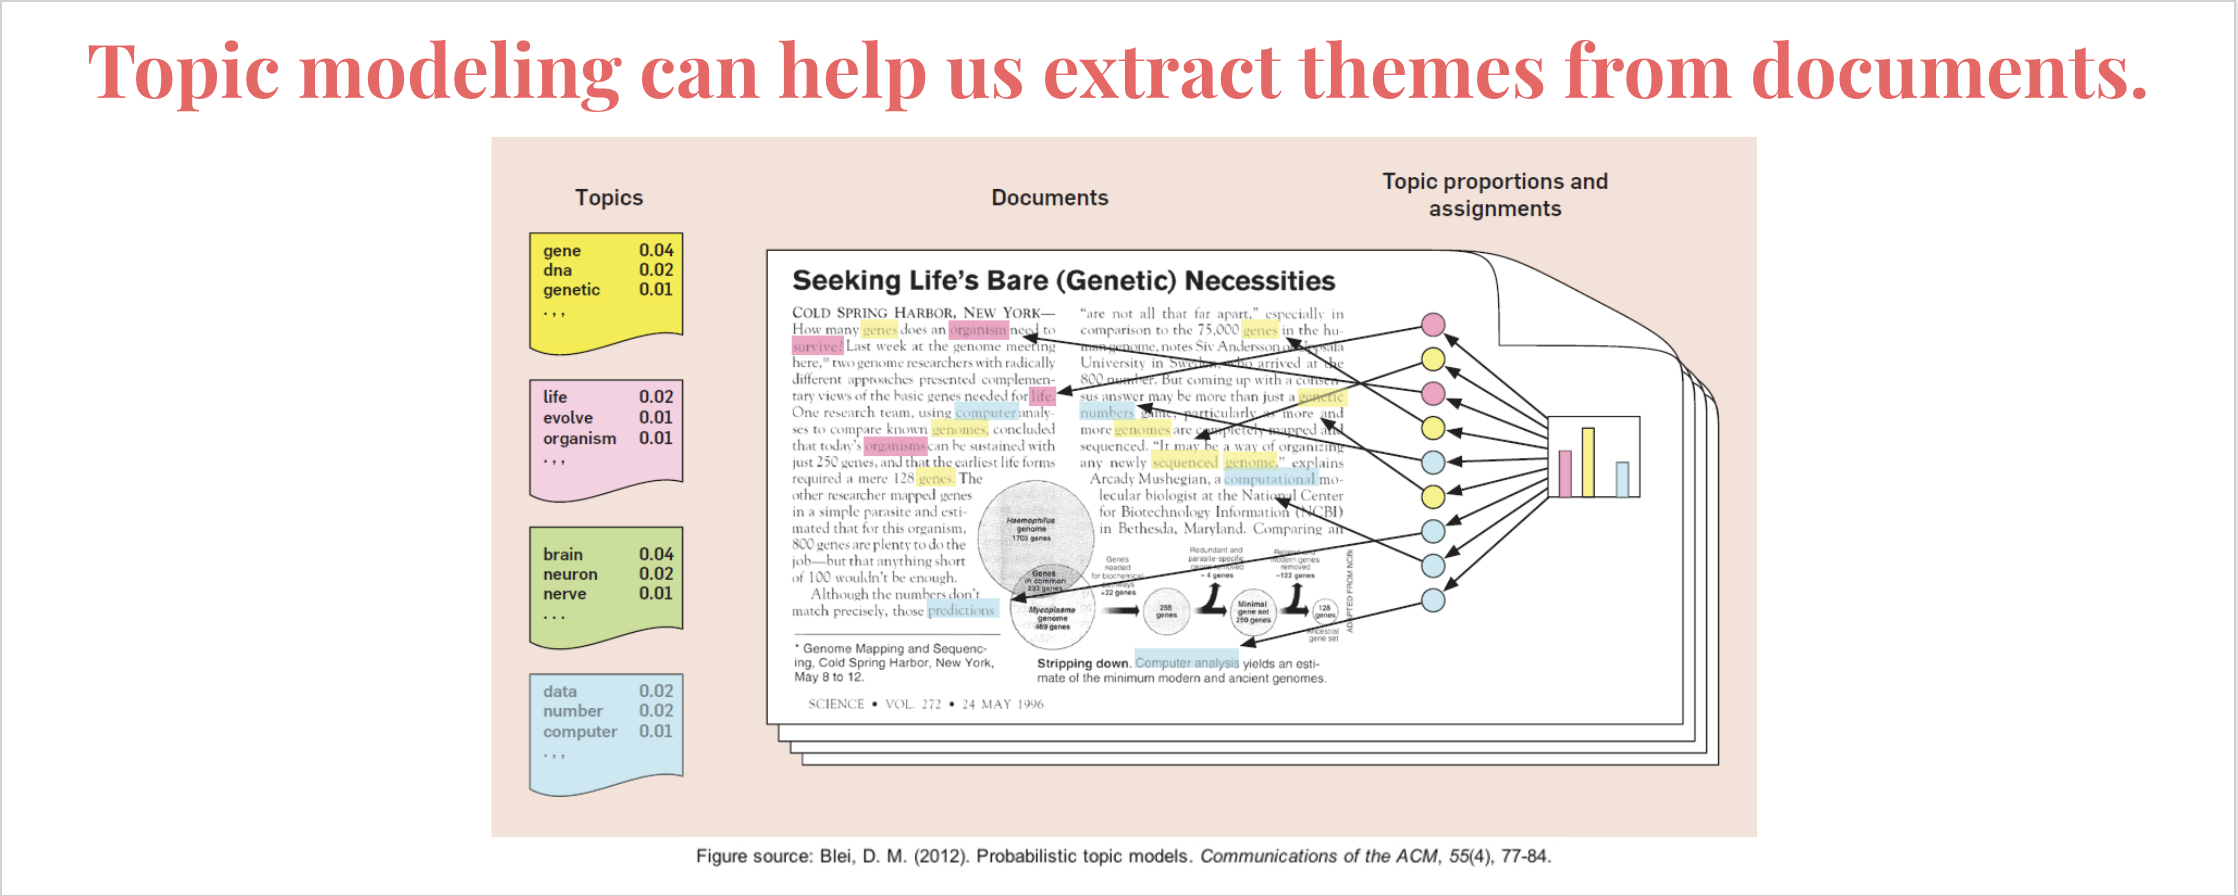 Topic modeling can help us extract themes from documents.
Topics
gene 0.04
dna 0.02
genetic 0.01
. , ,
life 0.02
evolve 0.01
organism 0.01
. , ,
brain 0.04
neuron 0.02
nerve 0.01
. . .
data 0.02
number 0.02
computer 0.01
. , ,
Documents
Topic proportions and
assignments
Seeking Life’s Bare (Genetic) Necessities
COLD SPRING HARBOR, NEW YORK—
How many genes does an organism need to
survive? Last week at the genome meeting
here,* two genome researchers with radically
different approaches presented complemen-
tary views of the basic genes needed for life.
One research team, using computer analy-
ses to compare known genomes, concluded
that today’s organisms can be sustained with
just 250 genes, and that the earliest life forms
required a mere 128 genes. The
other researcher mapped genes
in a simple parasite and esti-
mated that for this organism,
800 genes are plenty to do the
job—but that anything short
of 100 wouldn’t be enough.
Although the numbers don’t
match precisely, those predictions
* Genome Mapping and Sequenc-
ing, Cold Spring Harbor, New York,
May 8 to 12.
“are not all that far apart,” especially in
comparison to the 75,000 genes in the hu-
man genome, notes Siv Andersson of Uppsala
University in Sweden, who arrived at the
800 number. But coming up with a consen-
sus answer may be more than just a genetic
numbers game, particularly as more and
more genomes are completely mapped and
sequenced. “It may be a way of organizing
any newly sequenced genome,” explains
Arcady Mushegian, a computational mo-
lecular biologist at the National Center
for Biotechnology Information (NCBI)
in Bethesda, Maryland. Comparing an
Haemophilus
genome
1703 genes
Genes
in common
233 genes
Mycoplasma
genome
469 genes
Genes
needed
for biochemical
pathways
+22 genes
256
genes
Redundant and
parasite-specific
genes removed
– 4 genes
Minimal
gene set
250 genes
Related and
modern genes
removed
–122 genes
128
genes
Ancestral
gene set
ADAPTED FROM NCBI
Stripping down. Computer analysis yields an esti-
mate of the minimum modern and ancient genomes.
SCIENCE • VOL. 272 • 24 MAY 1996
Figure source: Blei, D. M. (2012). Probabilistic topic models. Communications of the ACM, 55(4), 77-84.